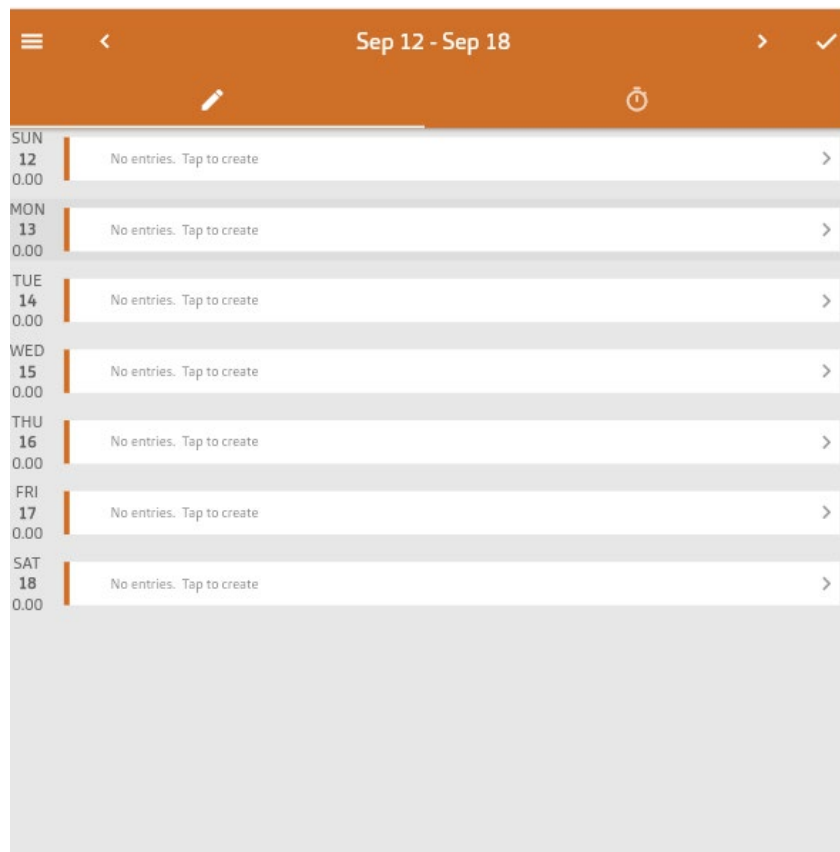 Sep 12 - Sep 18
SUN
12
0.00
No entries. Tap to create
MON
13
0.00
No entries. Tap to create
TUE
14
0.00
No entries. Tap to create
WED
15
0.00
No entries. Tap to create
THU
16
0.00
No entries. Tap to create
FRI
17
0.00
No entries. Tap to create
SAT
18
0.00
No entries. Tap to create